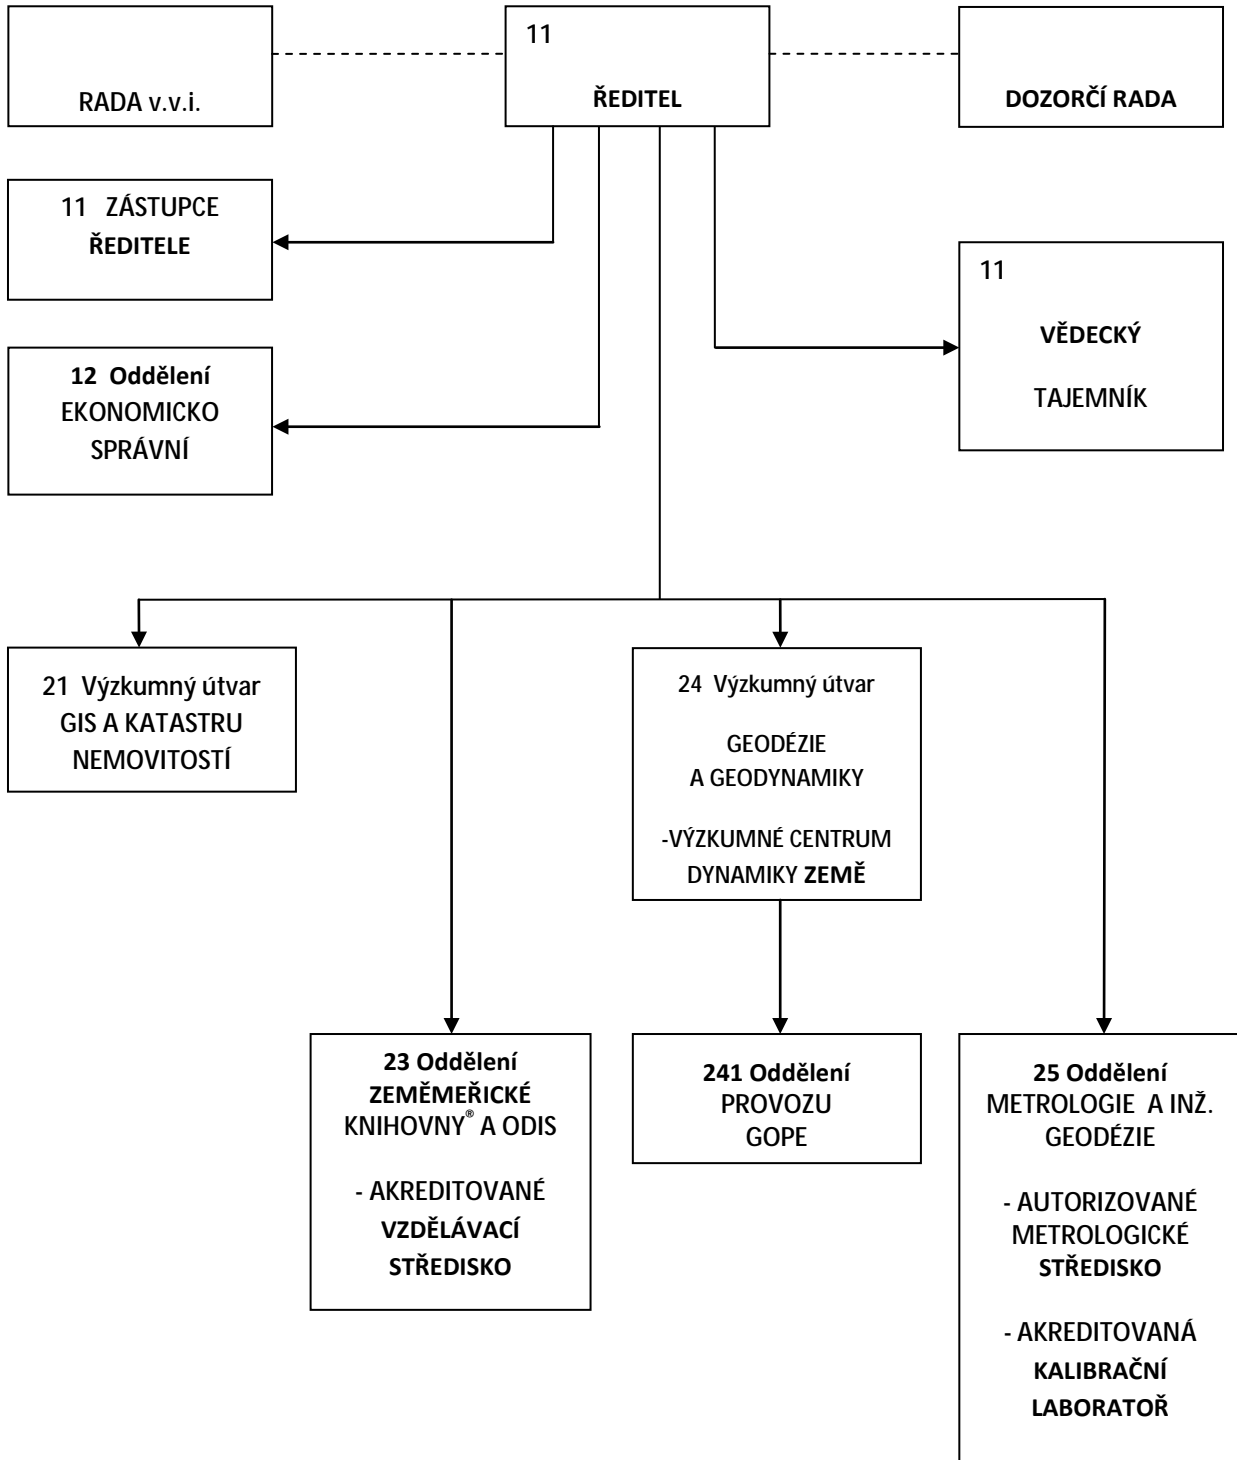 RADA v.v.i.
11
ŘEDITEL
DOZORČÍ RADA
11 ZÁSTUPCE
ŘEDITELE
11
VĚDECKÝ
TAJEMNÍK
12 Oddělení
EKONOMICKO
SPRÁVNÍ
21 Výzkumný útvar
GIS A KATASTRU
NEMOVITOSTÍ
24 Výzkumný útvar
GEODÉZIE
A GEODYNAMIKY
-VÝZKUMNÉ CENTRUM
DYNAMIKY ZEMĚ
23 Oddělení
ZEMĚMEŘICKÉ
KNIHOVNY® A ODIS
- AKREDITOVANÉ
VZDĚLÁVACÍ
STŘEDISKO
241 Oddělení
PROVOZU
GOPE
25 Oddělení
METROLOGIE A INŽ.
GEODÉZIE
- AUTORIZOVANÉ
METROLOGICKÉ
STŘEDISKO
- AKREDITOVANÁ
KALIBRAČNÍ
LABORATOŘ